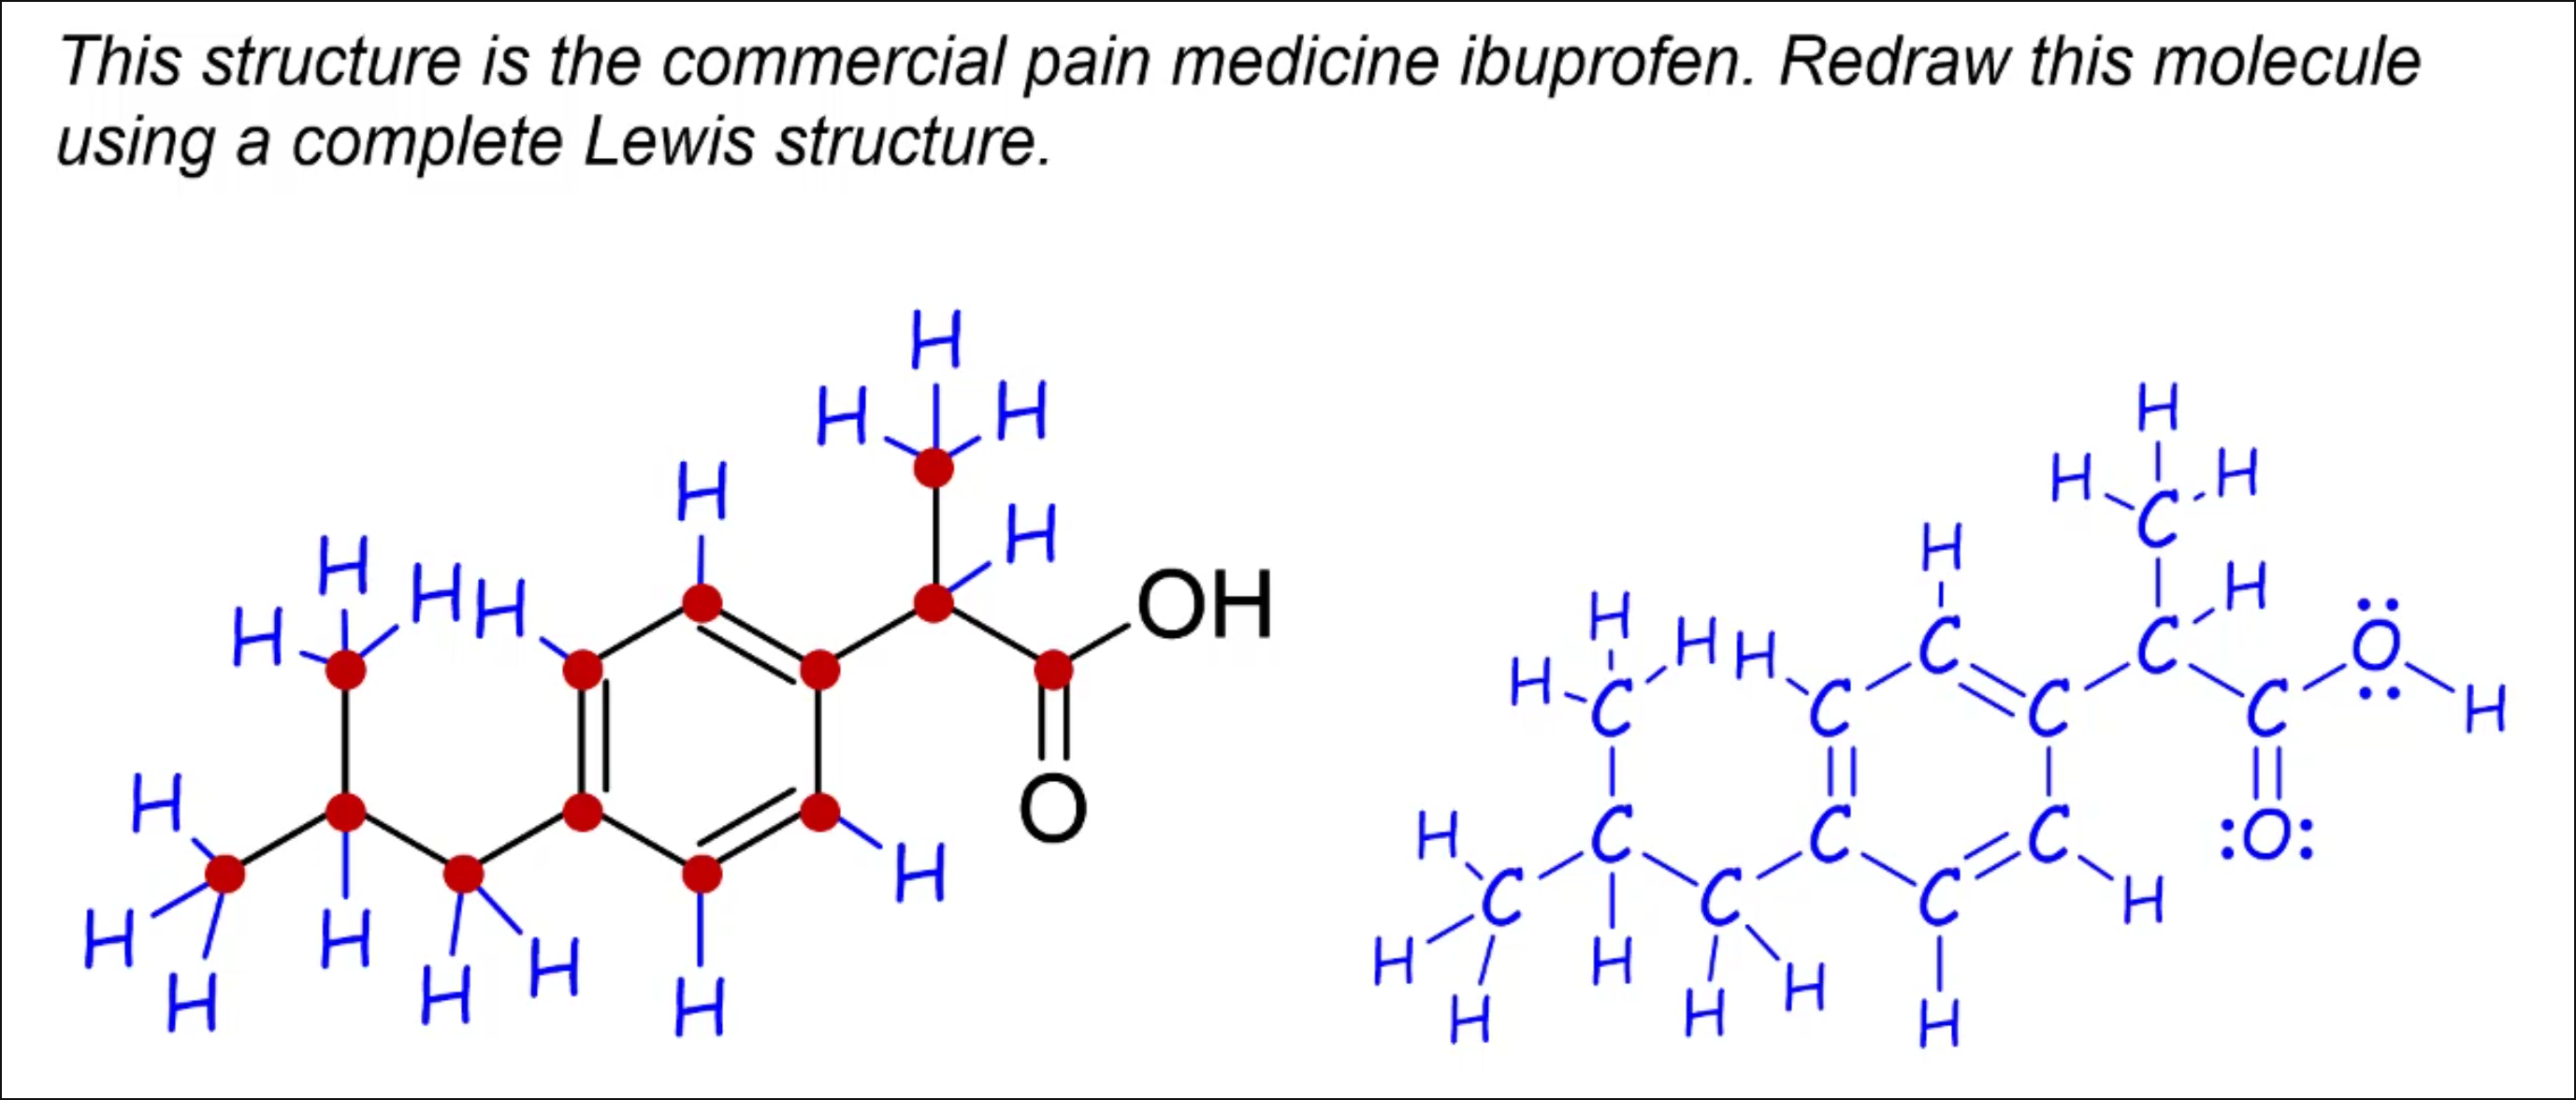 This structure is the commercial pain medicine ibuprofen. Redraw this molecule
using a complete Lewis structure.
H
H H
H
H
H
H H H OH
H
O
H H
H H
H
H H H
H
H H
C
H
H
H
H H C C O
H C C C C H
H C C C O
C C C H
H H H
H H H